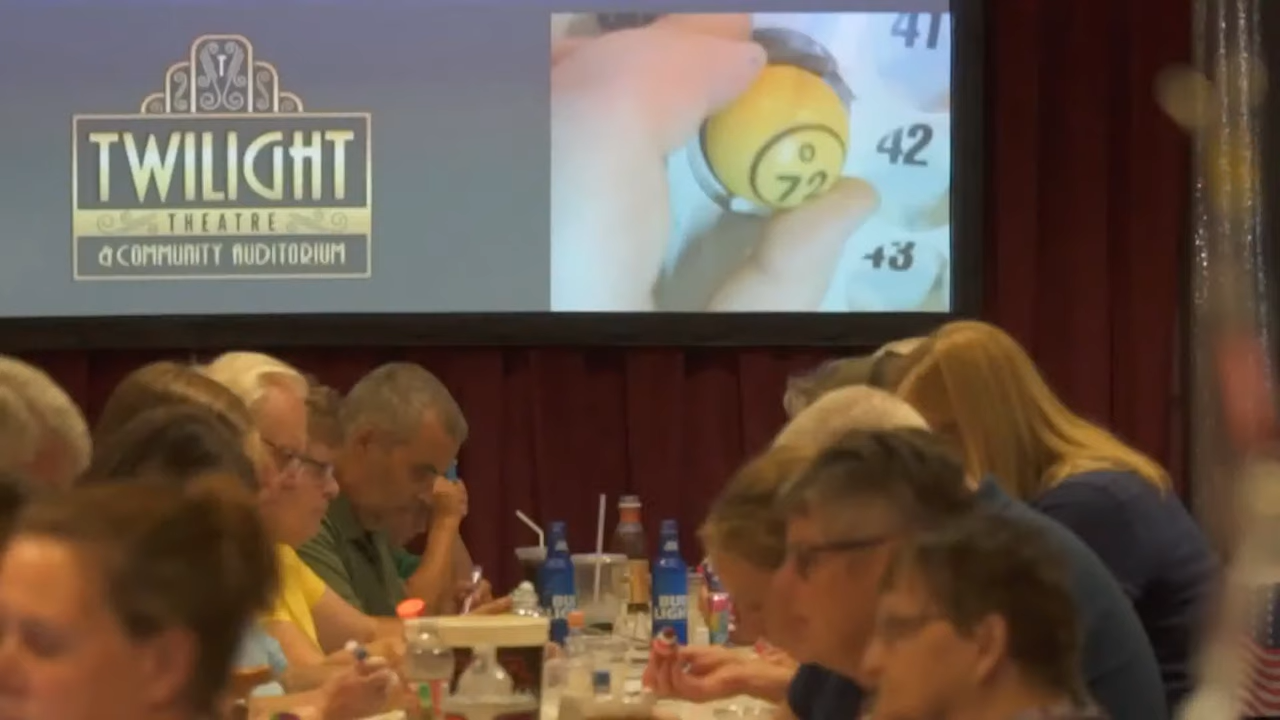 T
TWILIGHT
THEATRE
& COMMUNITY AUDITORIUM
41
42
43
O
72
BUD
LIGHT
BUD
LIGHT